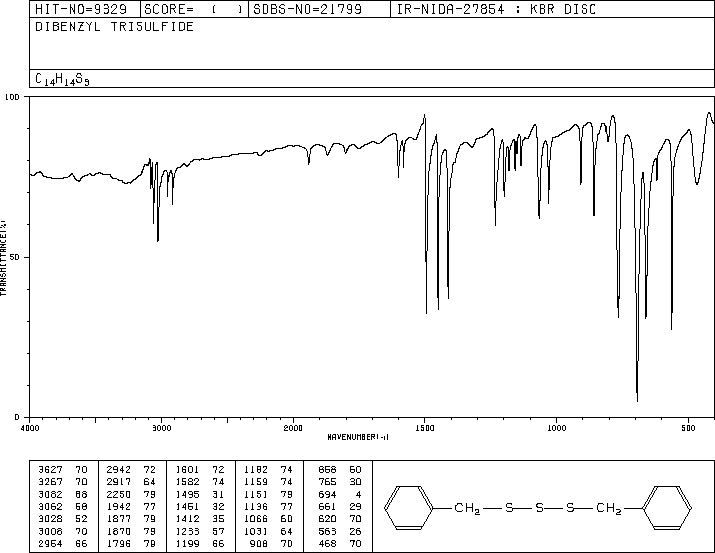 HIT-NO=9329 SCORE= ( ) SDBS-NO=21799 IR-NIDA-27854 : KBR DISC
DIBENZYL TRISULFIDE
C14H14S3
100
50
0
TRANSMITTANCE(%)
4000 3000 2000 1500 1000 500
WAVENUMBER(-1)
3627 70 2942 72 1601 72 1182 74 858 60
3267 70 2917 64 1582 74 1159 74 765 30
3082 68 2250 79 1495 31 1151 79 694 4
3062 58 1942 77 1451 32 1136 77 661 29
3028 52 1877 79 1412 35 1066 60 620 70
3008 70 1870 79 1233 57 1031 64 563 26
2954 66 1796 79 1199 66 908 70 468 70
CH2 S S S CH2